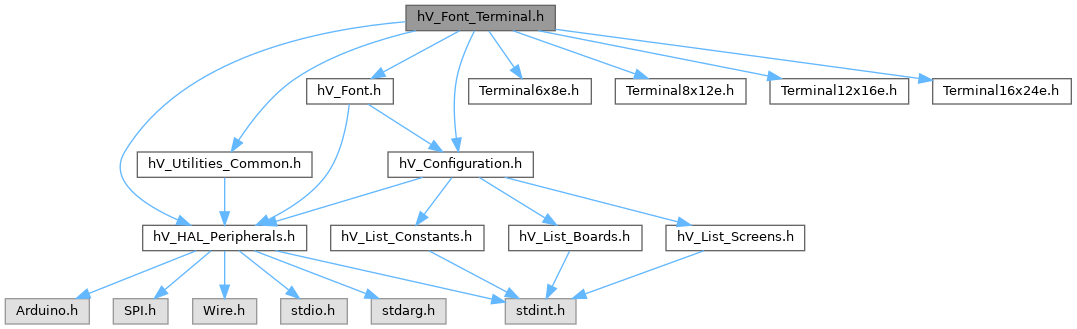 hV_Font_Terminal.h
hV_Font.h
Terminal6x8e.h
Terminal8x12e.h
Terminal12x16e.h
Terminal16x24e.h
hV_Utilities_Common.h
hV_Configuration.h
hV_HAL_Peripherals.h
hV_List_Constants.h
hV_List_Boards.h
hV_List_Screens.h
Arduino.h
SPI.h
Wire.h
stdio.h
stdarg.h
stdint.h